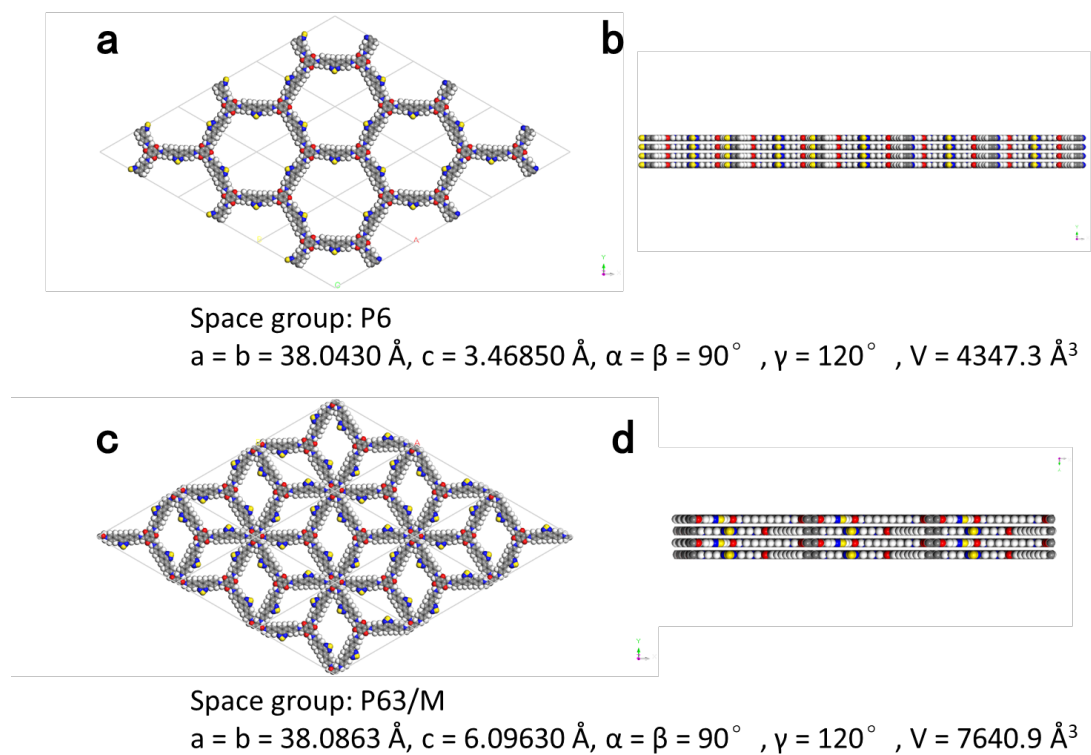 a
b
Space group: P6
a = b = 38.0430 Å, c = 3.46850 Å, α = β = 90° , γ = 120° , V = 4347.3 Å³
c
d
Space group: P63/M
a = b = 38.0863 Å, c = 6.09630 Å, α = β = 90° , γ = 120° , V = 7640.9 Å³